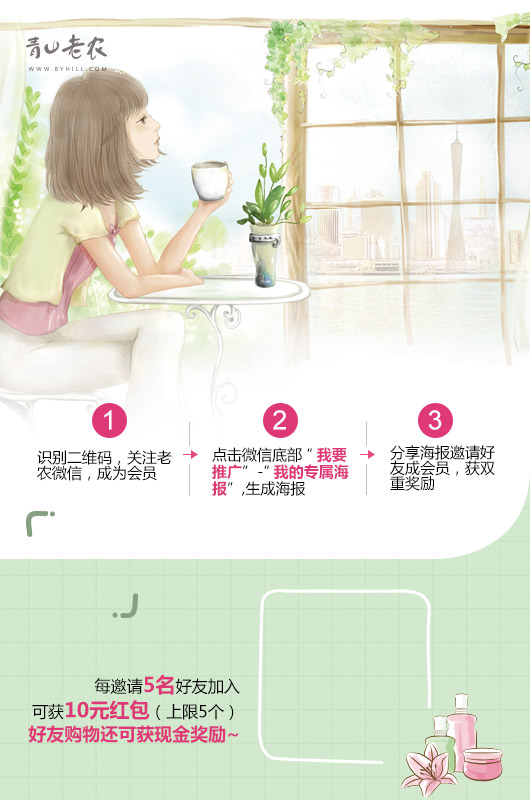 青山老农
WWW.BYHILL.COM
1
识别二维码，关注老
农微信，成为会员
2
点击微信底部“我要
推广”-“我的专属海
报”,生成海报
3
分享海报邀请好
友成会员，获双
重奖励
每邀请5名好友加入
可获10元红包（上限5个）
好友购物还可获现金奖励~